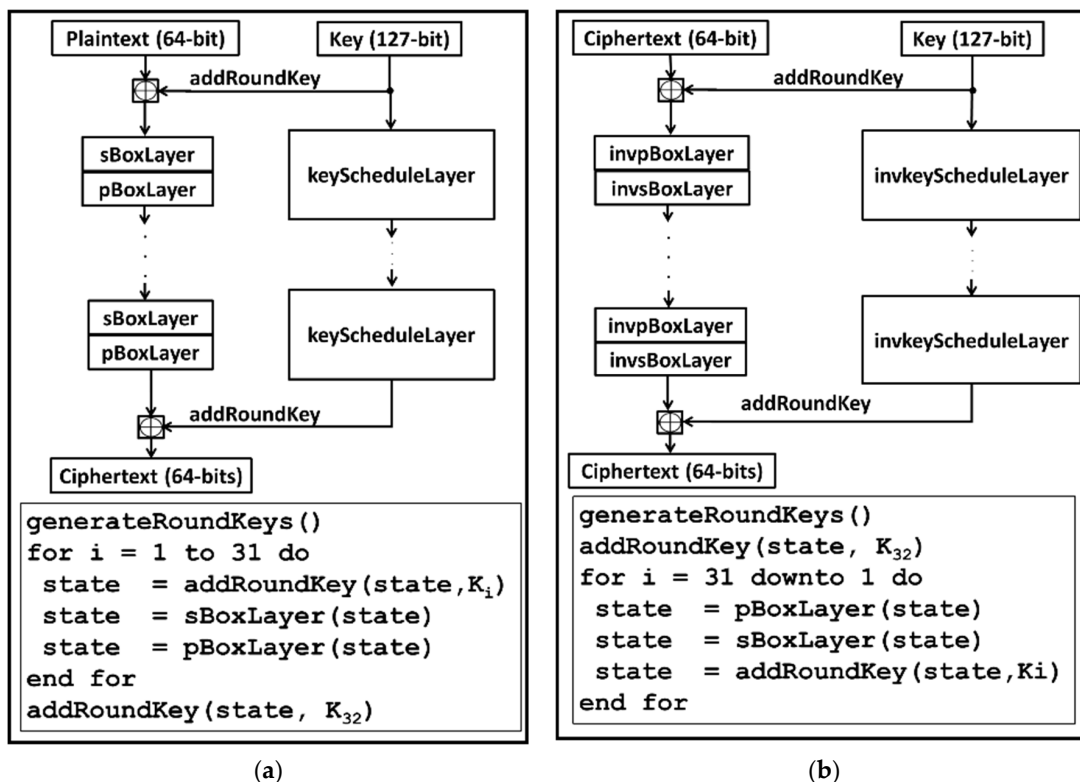 Plaintext (64-bit)
Key (127-bit)
addRoundKey
sBoxLayer
pBoxLayer
keyScheduleLayer
sBoxLayer
pBoxLayer
keyScheduleLayer
addRoundKey
Ciphertext (64-bits)
generateRoundKeys()
for i = 1 to 31 do
state = addRoundKey(state,Ki)
state = sBoxLayer(state)
state = pBoxLayer(state)
end for
addRoundKey(state, K32)
(a)
Ciphertext (64-bit)
Key (127-bit)
addRoundKey
invpBoxLayer
invsBoxLayer
invkeyScheduleLayer
invpBoxLayer
invsBoxLayer
invkeyScheduleLayer
addRoundKey
Ciphertext (64-bits)
generateRoundKeys()
addRoundKey(state, K32)
for i = 31 downto 1 do
state = pBoxLayer(state)
state = sBoxLayer(state)
state = addRoundKey(state,Ki)
end for
(b)